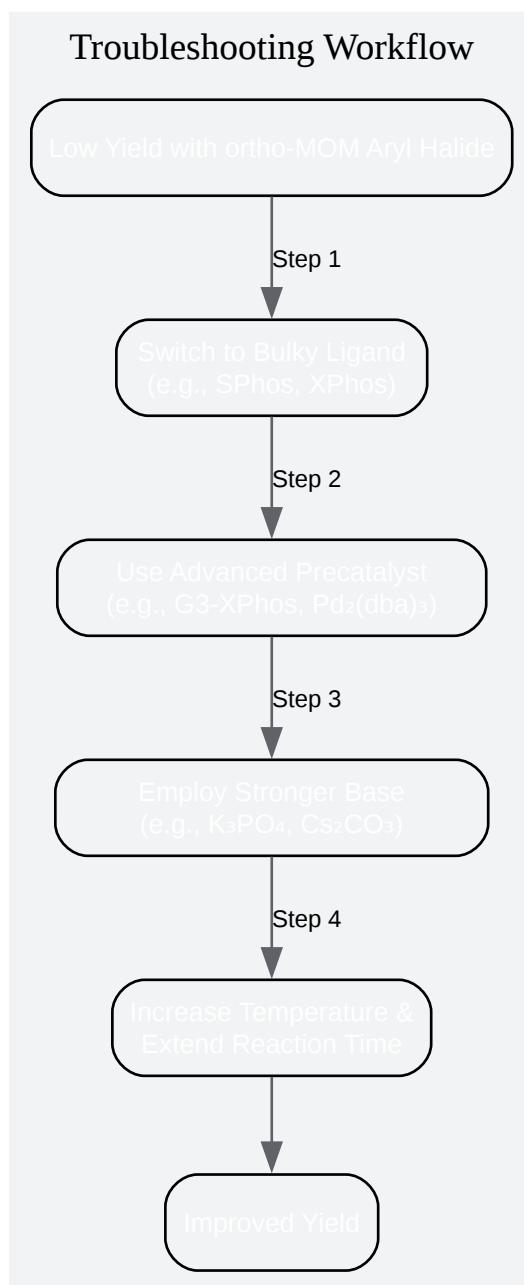 Troubleshooting Workflow
Low Yield with ortho-MOM Aryl Halide
Step 1
Switch to Bulky Ligand
(e.g., SPhos, XPhos)
Step 2
Use Advanced Precatalyst
(e.g., G3-XPhos, Pd₂(dba)₃)
Step 3
Employ Stronger Base
(e.g., K₃PO₄, Cs₂CO₃)
Step 4
Increase Temperature &
Extend Reaction Time
Improved Yield